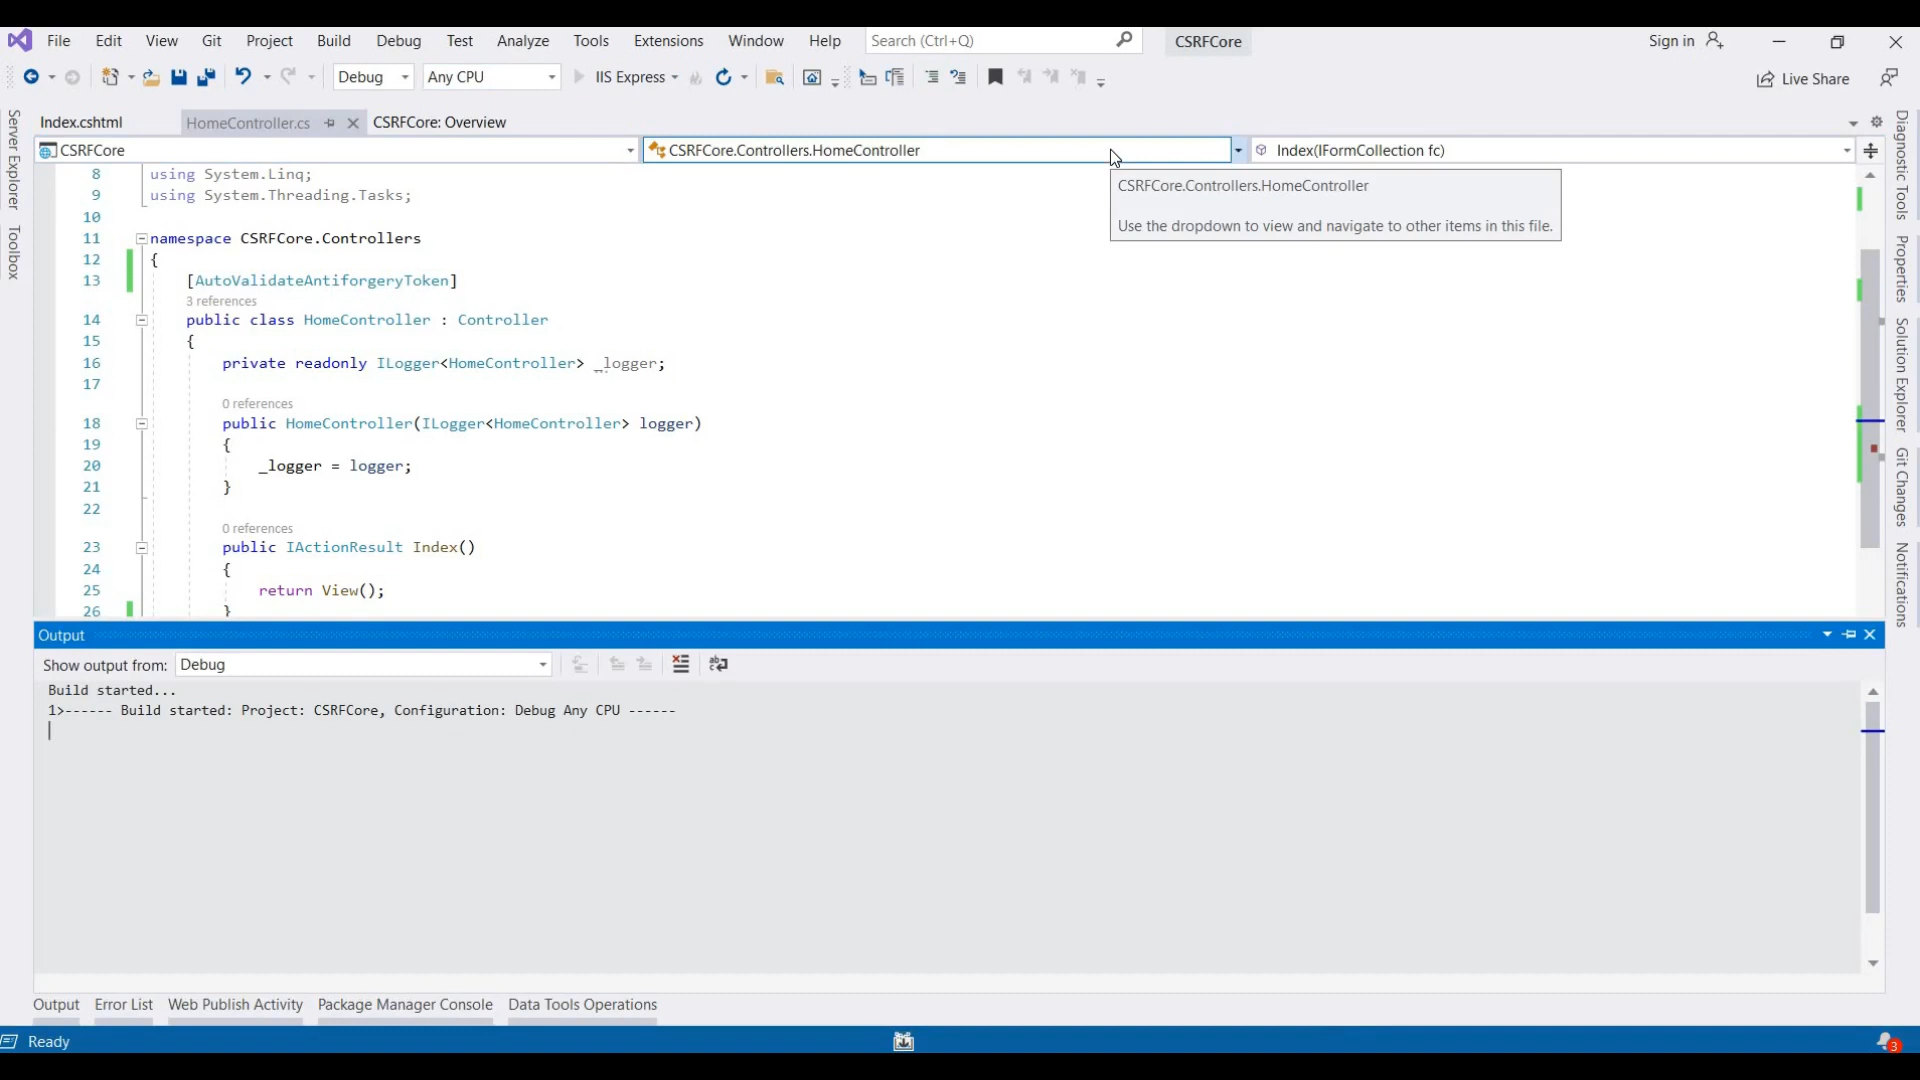 File Edit View Git Project Build Debug Test Analyze Tools Extensions Window Help Search (Ctrl+Q) CSRFCore Sign in
Debug Any CPU IIS Express Live Share
Index.cshtml HomeController.cs CSRFCore: Overview
CSRFCore CSRFCore.Controllers.HomeController Index(IFormCollection fc)
CSRFCore.Controllers.HomeController
Use the dropdown to view and navigate to other items in this file.
8 using System.Linq;
9 using System.Threading.Tasks;
10
11 namespace CSRFCore.Controllers
12 {
13 [AutoValidateAntiforgeryToken]
3 references
14 public class HomeController : Controller
15 {
16 private readonly ILogger<HomeController> _logger;
17
0 references
18 public HomeController(ILogger<HomeController> logger)
19 {
20 _logger = logger;
21 }
22
0 references
23 public IActionResult Index()
24 {
25 return View();
26 }
Server Explorer
Toolbox
Diagnostic Tools
Properties
Solution Explorer
Git Changes
Notifications
Output
Show output from: Debug
Build started...
1>------ Build started: Project: CSRFCore, Configuration: Debug Any CPU ------
Output Error List Web Publish Activity Package Manager Console Data Tools Operations
Ready 3